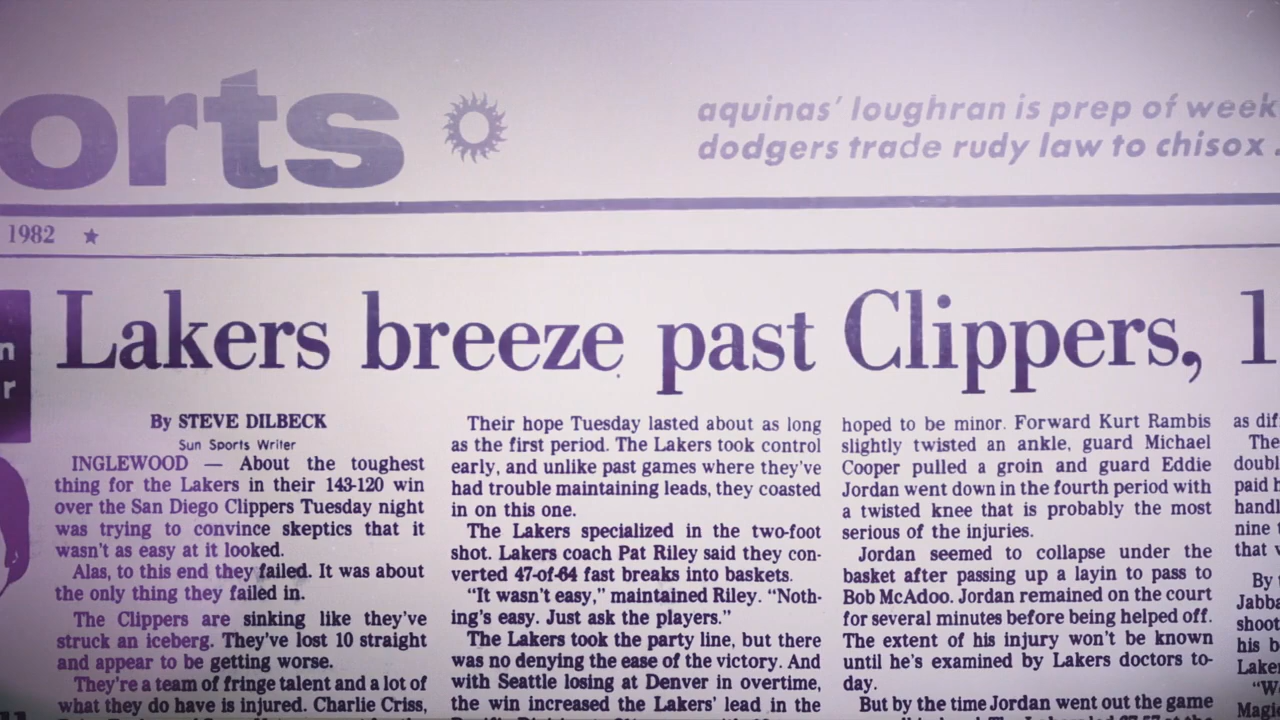 orts
aquinas' loughran is prep of week
dodgers trade rudy law to chisox .
1982 ★
Lakers breeze past Clippers, 1
n
r
By STEVE DILBECK
Sun Sports Writer
INGLEWOOD — About the toughest
thing for the Lakers in their 143-120 win
over the San Diego Clippers Tuesday night
was trying to convince skeptics that it
wasn't as easy at it looked.
Alas, to this end they failed. It was about
the only thing they failed in.
The Clippers are sinking like they've
struck an iceberg. They've lost 10 straight
and appear to be getting worse.
They're a team of fringe talent and a lot of
what they do have is injured. Charlie Criss,
Their hope Tuesday lasted about as long
as the first period. The Lakers took control
early, and unlike past games where they've
had trouble maintaining leads, they coasted
in on this one.
The Lakers specialized in the two-foot
shot. Lakers coach Pat Riley said they con-
verted 47-of-64 fast breaks into baskets.
"It wasn't easy," maintained Riley. "Noth-
ing's easy. Just ask the players."
The Lakers took the party line, but there
was no denying the ease of the victory. And
with Seattle losing at Denver in overtime,
the win increased the Lakers' lead in the
hoped to be minor. Forward Kurt Rambis
slightly twisted an ankle, guard Michael
Cooper pulled a groin and guard Eddie
Jordan went down in the fourth period with
a twisted knee that is probably the most
serious of the injuries.
Jordan seemed to collapse under the
basket after passing up a layin to pass to
Bob McAdoo. Jordan remained on the court
for several minutes before being helped off.
The extent of his injury won't be known
until he's examined by Lakers doctors to-
day.
But by the time Jordan went out the game
as dif
The
doubl
paid h
handl
nine t
that v
By t
Jabba
shoot
his b
Laker
"W
Magic